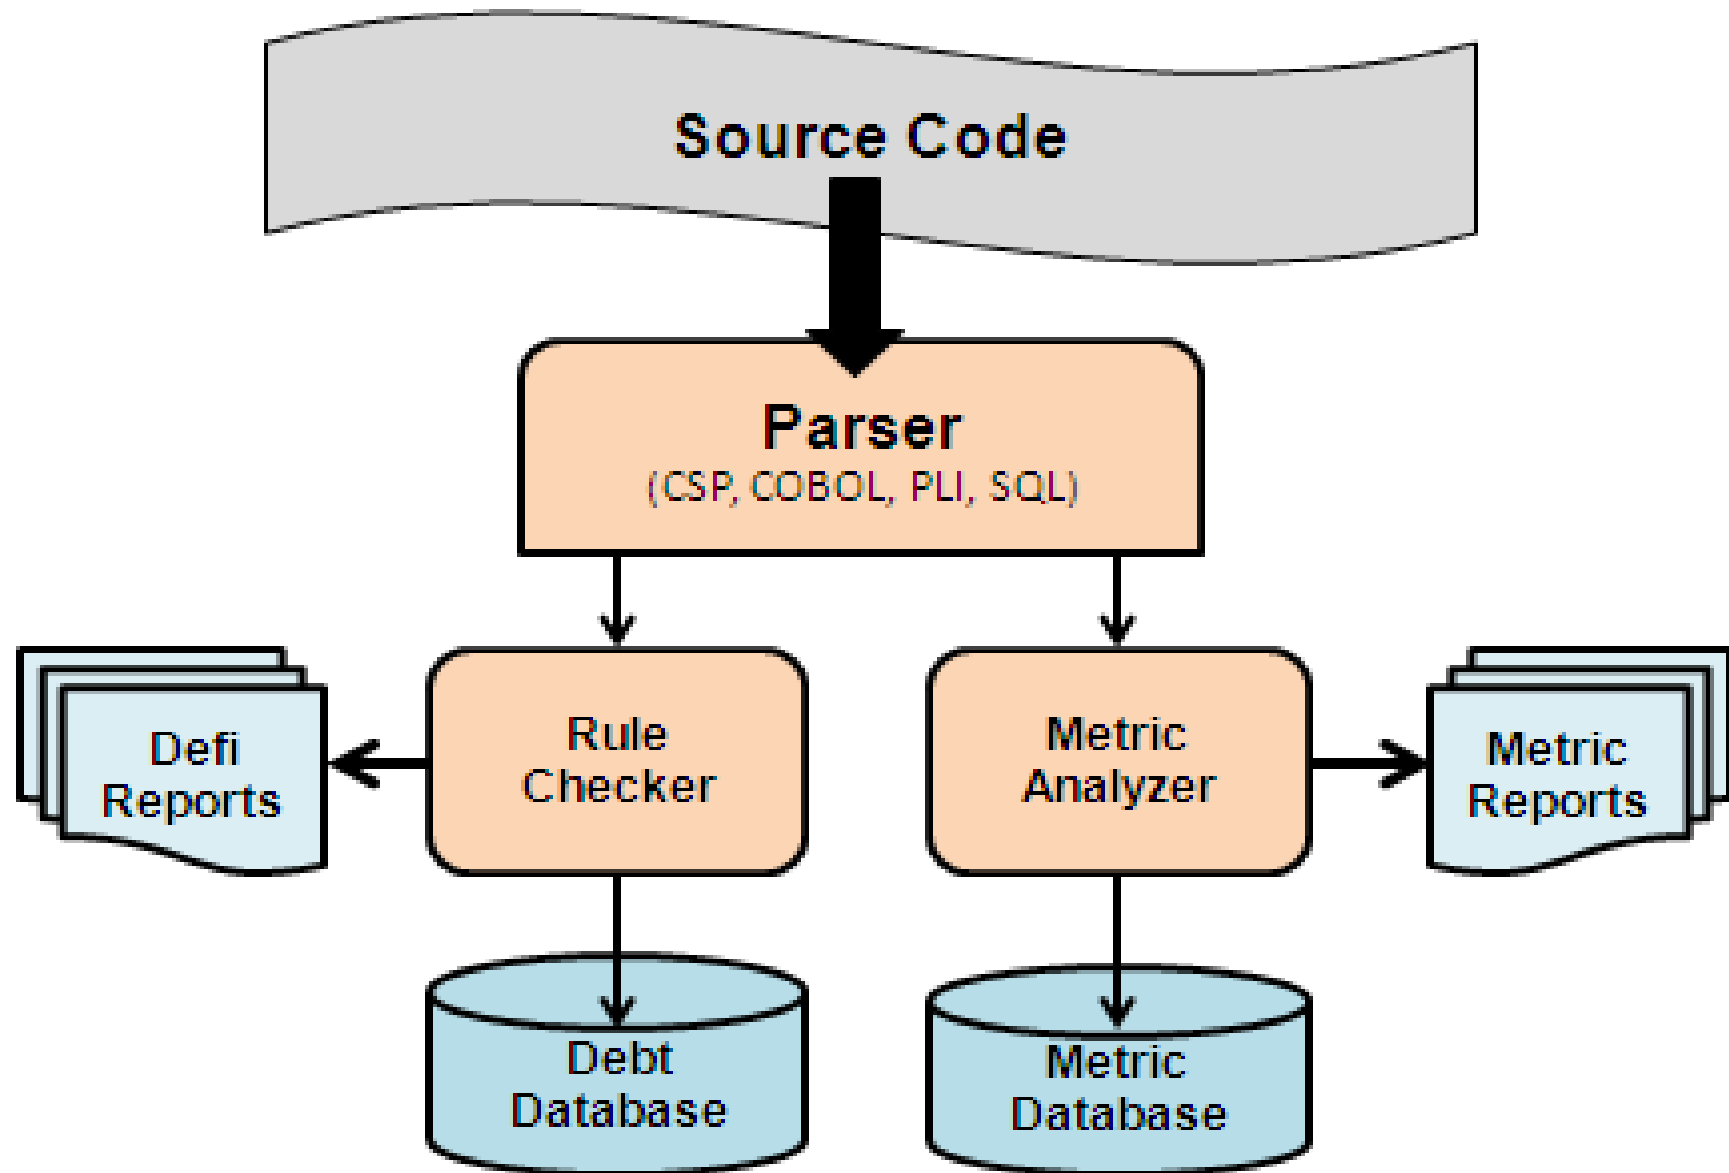 Source Code
Parser
(CSP, COBOL, PLI, SQL)
Defi
Reports
Rule
Checker
Metric
Analyzer
Metric
Reports
Debt
Database
Metric
Database